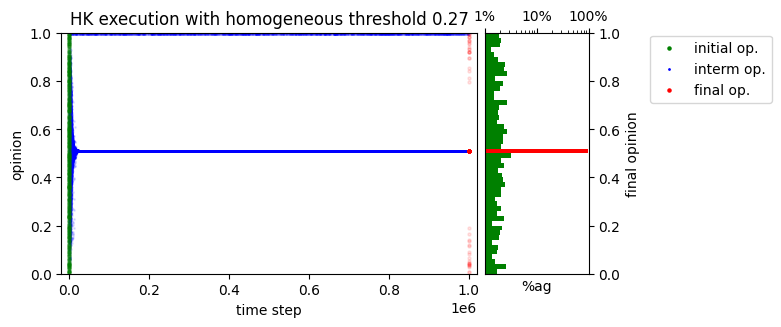 HK execution with homogeneous threshold 0.27
1% 10% 100%
1.0
0.8
0.6
0.4
0.2
0.0
opinion
0.0 0.2 0.4 0.6 0.8 1.0
1e6
time step
1.0
0.8
0.6
0.4
0.2
0.0
final opinion
%ag
initial op.
interm op.
final op.